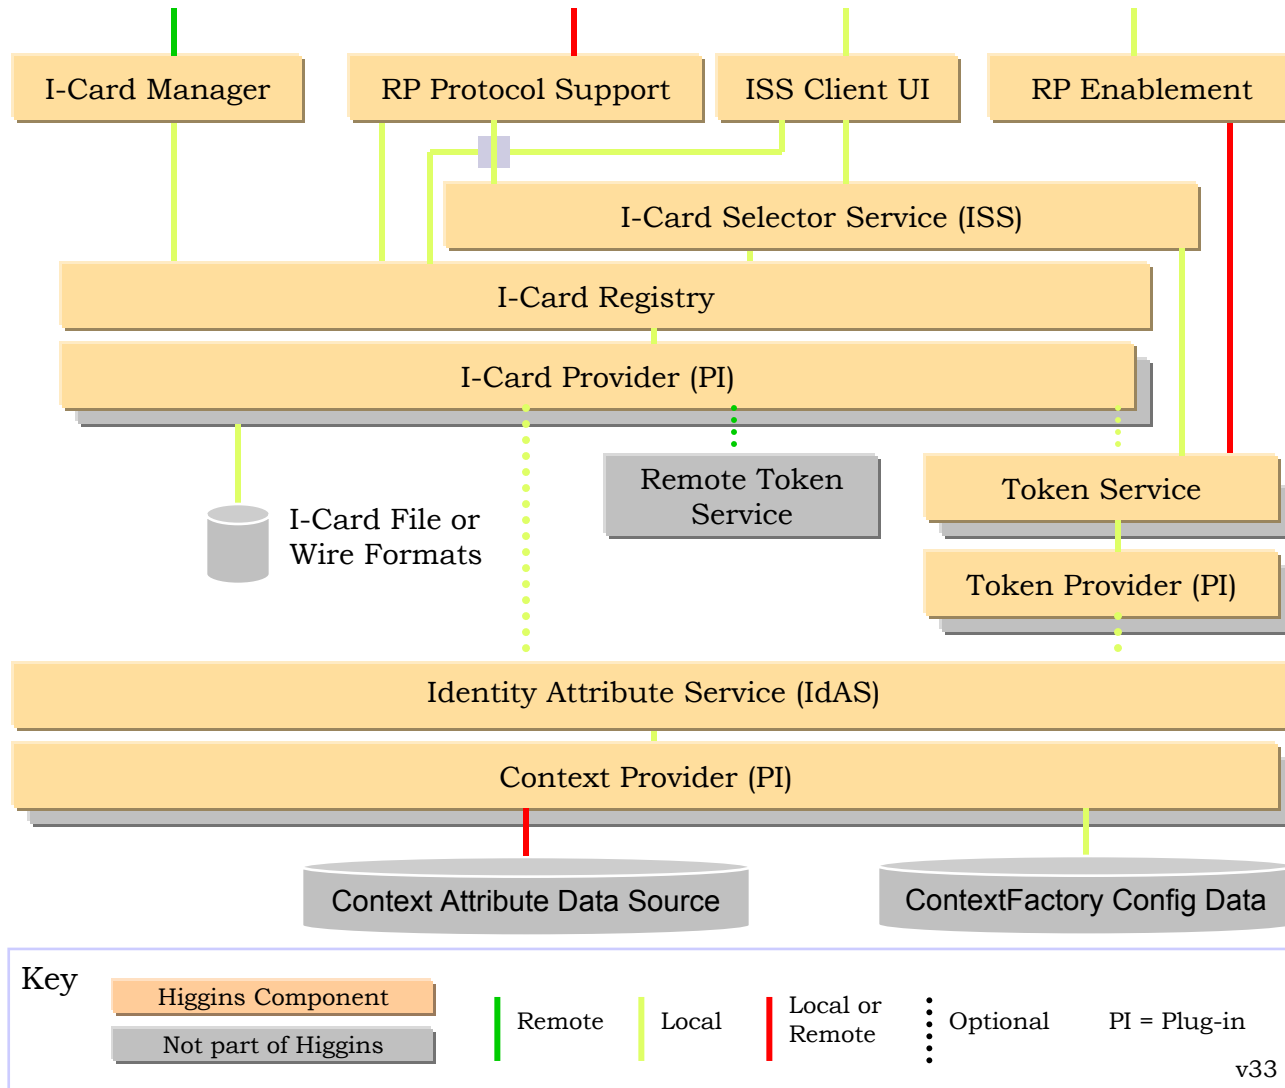 I-Card Manager
RP Protocol Support
ISS Client UI
RP Enablement
I-Card Selector Service (ISS)
I-Card Registry
I-Card Provider (PI)
Remote Token
Service
Token Service
I-Card File or
Wire Formats
Token Provider (PI)
Identity Attribute Service (IdAS)
Context Provider (PI)
Context Attribute Data Source
ContextFactory Config Data
Key
Higgins Component
Not part of Higgins
Remote
Local
Local or
Remote
Optional
PI = Plug-in
v33